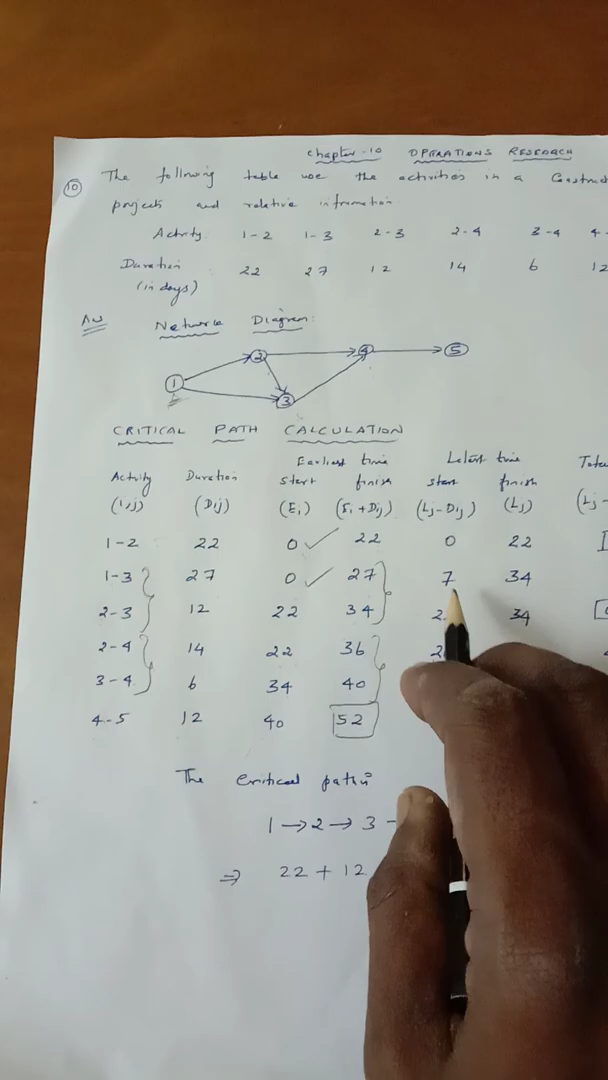 Chapter-10 OPERATIONS RESEARCH
(10) The following table use the activities in a
projects and relative information
Activity 1-2 1-3 2-3 2-4 3-4 4-
Duration 22 27 12 14 6 12
(in days)
Network Diagram:
2 4 5
1
3
CRITICAL PATH CALCULATION
Earliest time Latest time
Activity Duration start finish start finish
(i,j) (Dij) (Ei) (Ei + Dij) (Lj-Dij) (Lj) (Lj-
1-2 22 0 ✓ 22 0 22
1-3 27 0 ✓ 27 7 34
2-3 12 22 34 34
2-4 14 22 36
3-4 6 34 40
4-5 12 40 52
The Critical path is
1 → 2 → 3 -
⇒ 22 + 12